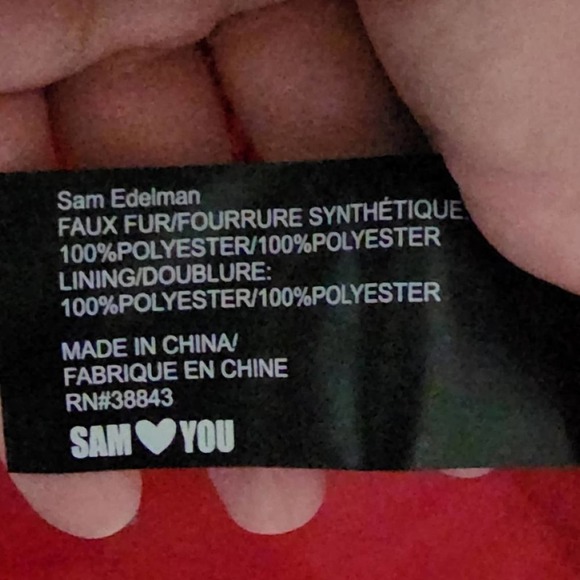 Sam Edelman
FAUX FUR/FOURRURE SYNTHÉTIQUE:
100%POLYESTER/100%POLYESTER
LINING/DOUBLURE:
100%POLYESTER/100%POLYESTER
MADE IN CHINA/
FABRIQUE EN CHINE
RN#38843
SAM♥YOU